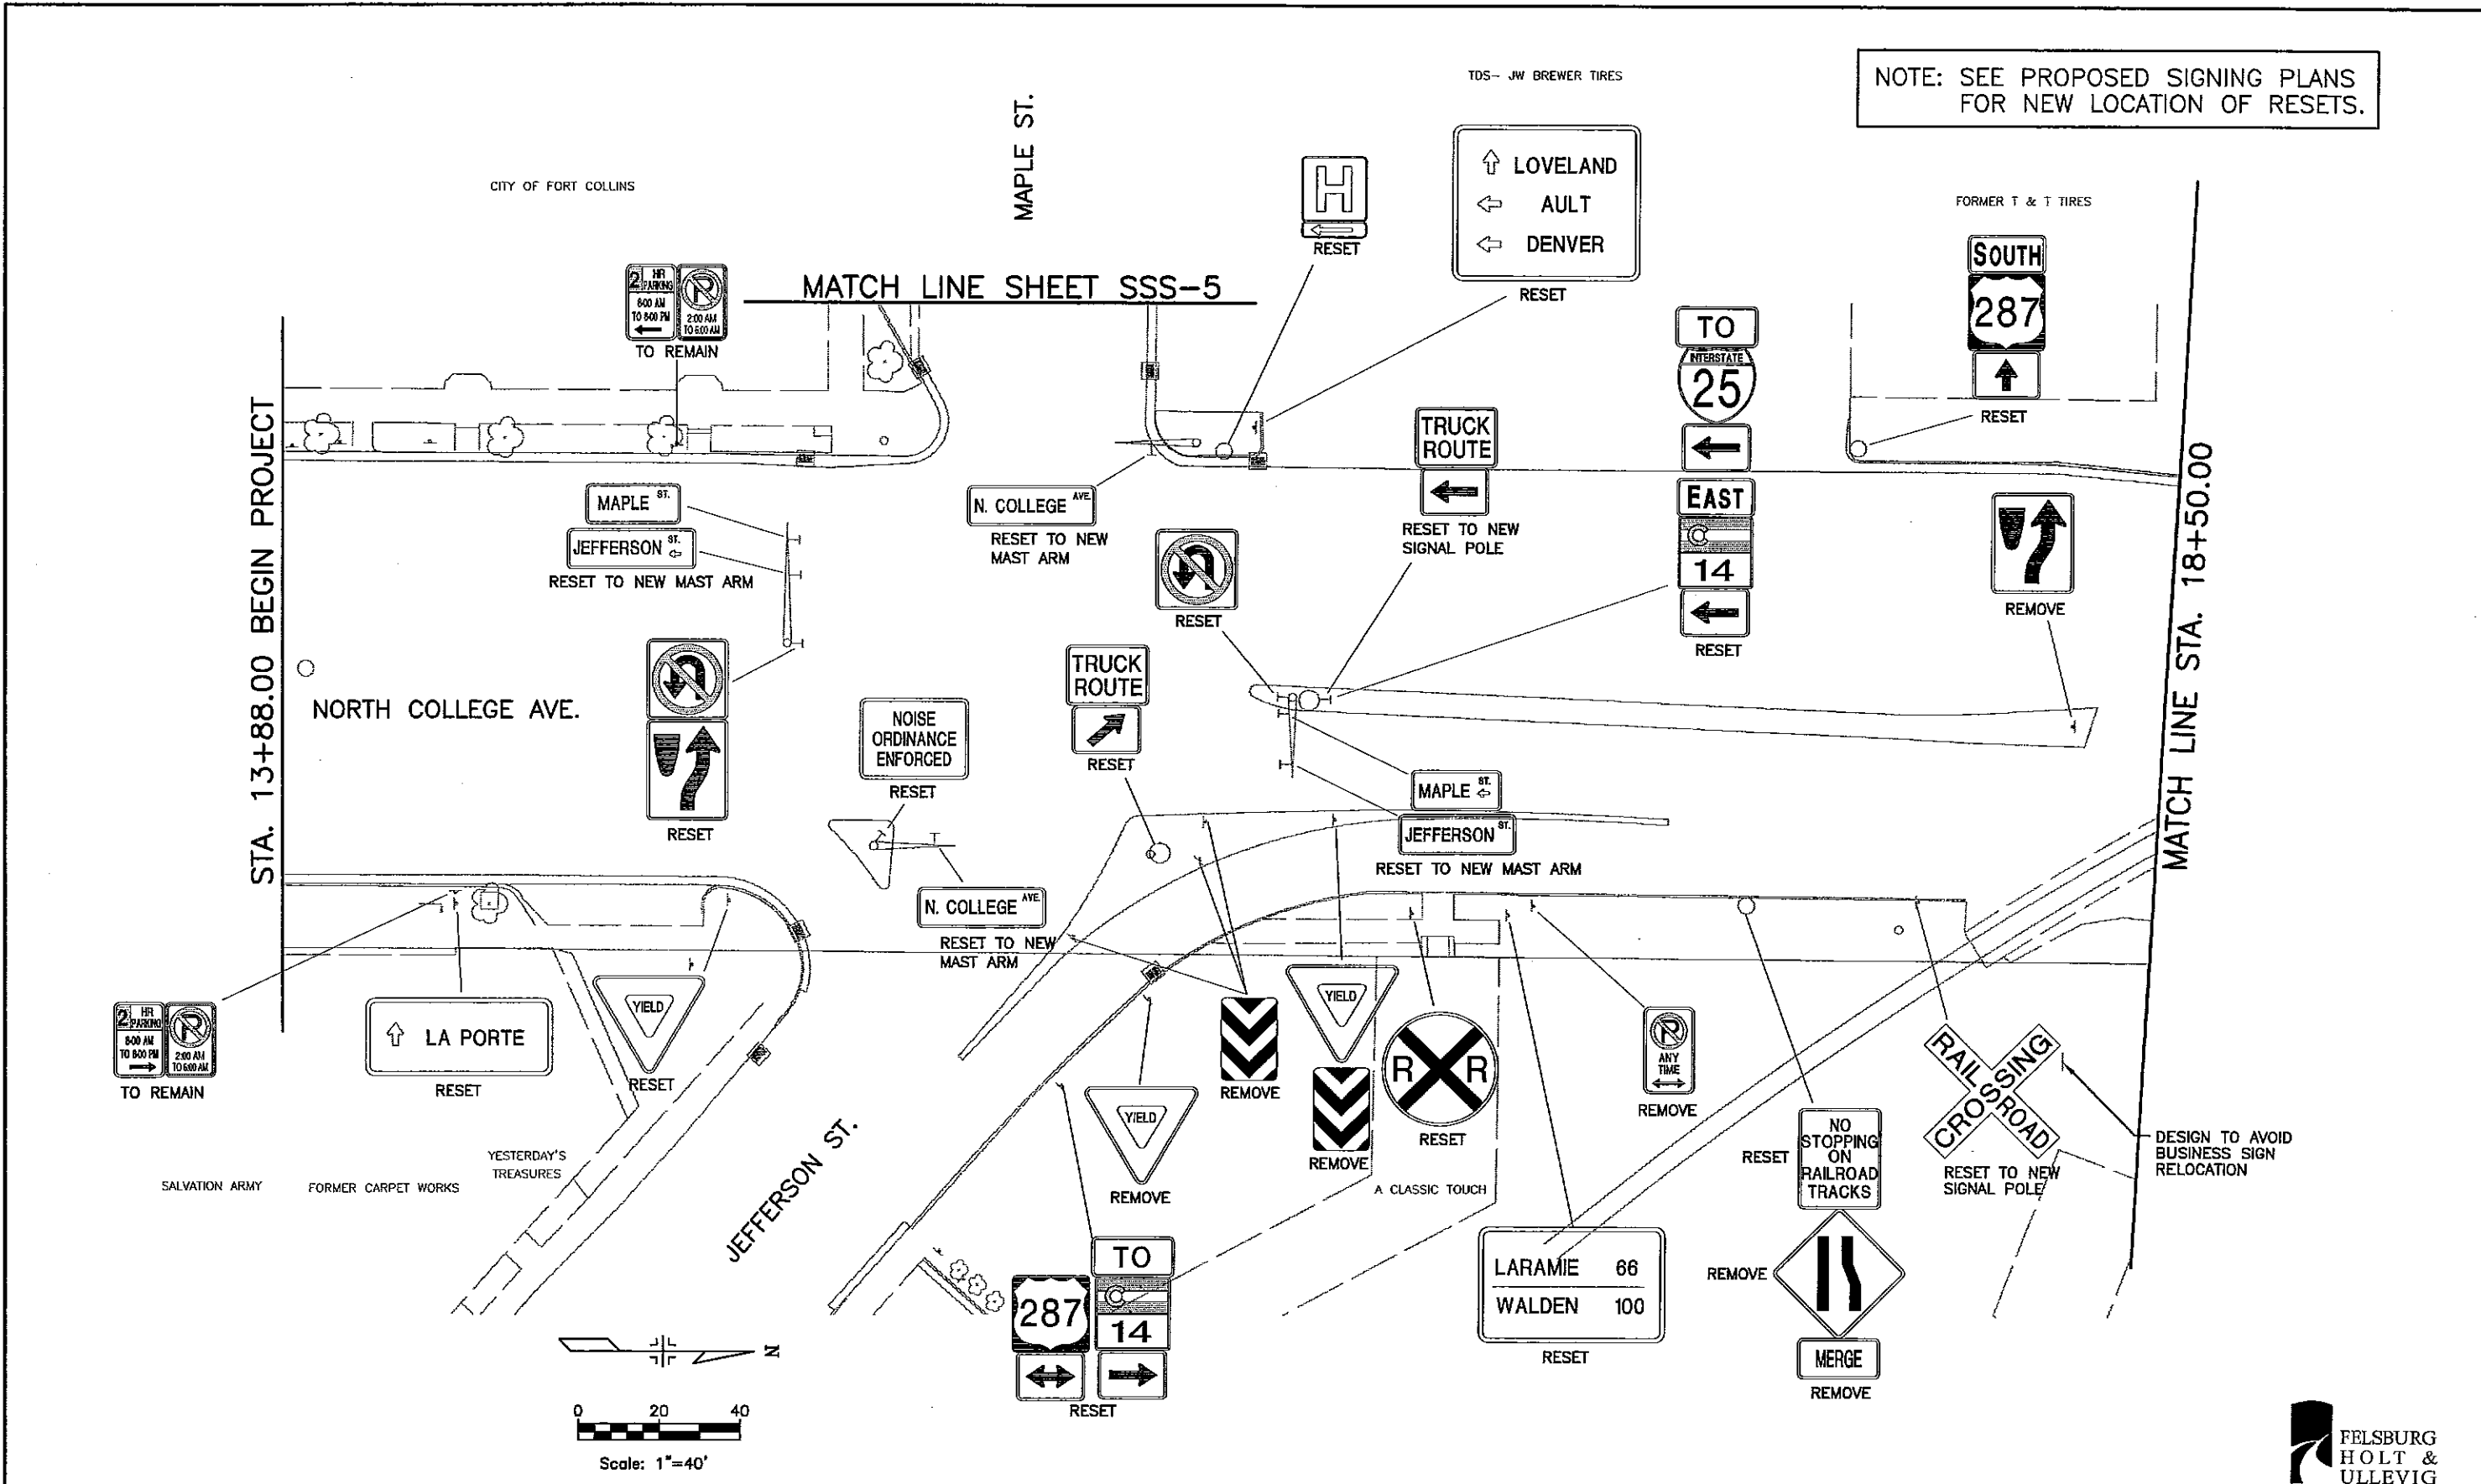 NOTE: SEE PROPOSED SIGNING PLANS
FOR NEW LOCATION OF RESETS.
TDS- JW BREWER TIRES
MAPLE ST.
CITY OF FORT COLLINS
FORMER T & T TIRES
H
RESET
LOVELAND
AULT
DENVER
RESET
SOUTH
287
RESET
2 HR
PARKING
8:00 AM
TO 6:00 PM
P
2:00 AM
TO 5:00 AM
TO REMAIN
MATCH LINE SHEET SSS-5
TO
INTERSTATE
25
EAST
C
14
RESET
TRUCK
ROUTE
RESET TO NEW
SIGNAL POLE
STA. 13+88.00 BEGIN PROJECT
MAPLE ST.
JEFFERSON ST.
RESET TO NEW MAST ARM
N. COLLEGE AVE.
RESET TO NEW
MAST ARM
RESET
REMOVE
MATCH LINE STA. 18+50.00
NORTH COLLEGE AVE.
RESET
NOISE
ORDINANCE
ENFORCED
RESET
TRUCK
ROUTE
RESET
MAPLE ST.
JEFFERSON ST.
RESET TO NEW MAST ARM
N. COLLEGE AVE.
RESET TO NEW
MAST ARM
2 HR
PARKING
8:00 AM
TO 6:00 PM
P
2:00 AM
TO 5:00 AM
TO REMAIN
LA PORTE
RESET
YIELD
RESET
YIELD
REMOVE
REMOVE
YIELD
REMOVE
R R
RESET
P
ANY
TIME
REMOVE
NO
STOPPING
ON
RAILROAD
TRACKS
RESET
RAILROAD
CROSSING
RESET TO NEW
SIGNAL POLE
DESIGN TO AVOID
BUSINESS SIGN
RELOCATION
SALVATION ARMY
FORMER CARPET WORKS
YESTERDAY'S
TREASURES
JEFFERSON ST.
A CLASSIC TOUCH
287
TO
C
14
RESET
LARAMIE 66
WALDEN 100
RESET
REMOVE
MERGE
REMOVE
N
0 20 40
Scale: 1"=40'
FELSBURG
HOLT &
ULLEVIG